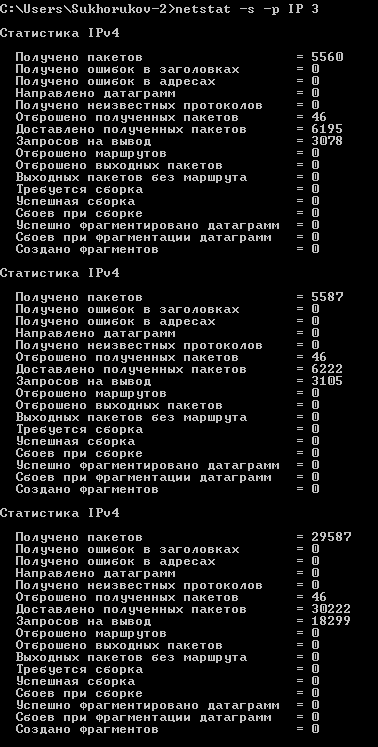 C:\Users\Sukhorukov-2>netstat -s -p IP 3
Статистика IPv4
Получено пакетов = 5560
Получено ошибок в заголовках = 0
Получено ошибок в адресах = 0
Направлено датаграмм = 0
Получено неизвестных протоколов = 0
Отброшено полученных пакетов = 46
Доставлено полученных пакетов = 6195
Запросов на вывод = 3078
Отброшено маршрутов = 0
Отброшено выходных пакетов = 0
Выходных пакетов без маршрута = 0
Требуется сборка = 0
Успешная сборка = 0
Сбоев при сборке = 0
Успешно фрагментировано датаграмм = 0
Сбоев при фрагментации датаграмм = 0
Создано фрагментов = 0
Статистика IPv4
Получено пакетов = 5587
Получено ошибок в заголовках = 0
Получено ошибок в адресах = 0
Направлено датаграмм = 0
Получено неизвестных протоколов = 0
Отброшено полученных пакетов = 46
Доставлено полученных пакетов = 6222
Запросов на вывод = 3105
Отброшено маршрутов = 0
Отброшено выходных пакетов = 0
Выходных пакетов без маршрута = 0
Требуется сборка = 0
Успешная сборка = 0
Сбоев при сборке = 0
Успешно фрагментировано датаграмм = 0
Сбоев при фрагментации датаграмм = 0
Создано фрагментов = 0
Статистика IPv4
Получено пакетов = 29587
Получено ошибок в заголовках = 0
Получено ошибок в адресах = 0
Направлено датаграмм = 0
Получено неизвестных протоколов = 0
Отброшено полученных пакетов = 46
Доставлено полученных пакетов = 30222
Запросов на вывод = 18299
Отброшено маршрутов = 0
Отброшено выходных пакетов = 0
Выходных пакетов без маршрута = 0
Требуется сборка = 0
Успешная сборка = 0
Сбоев при сборке = 0
Успешно фрагментировано датаграмм = 0
Сбоев при фрагментации датаграмм = 0
Создано фрагментов = 0